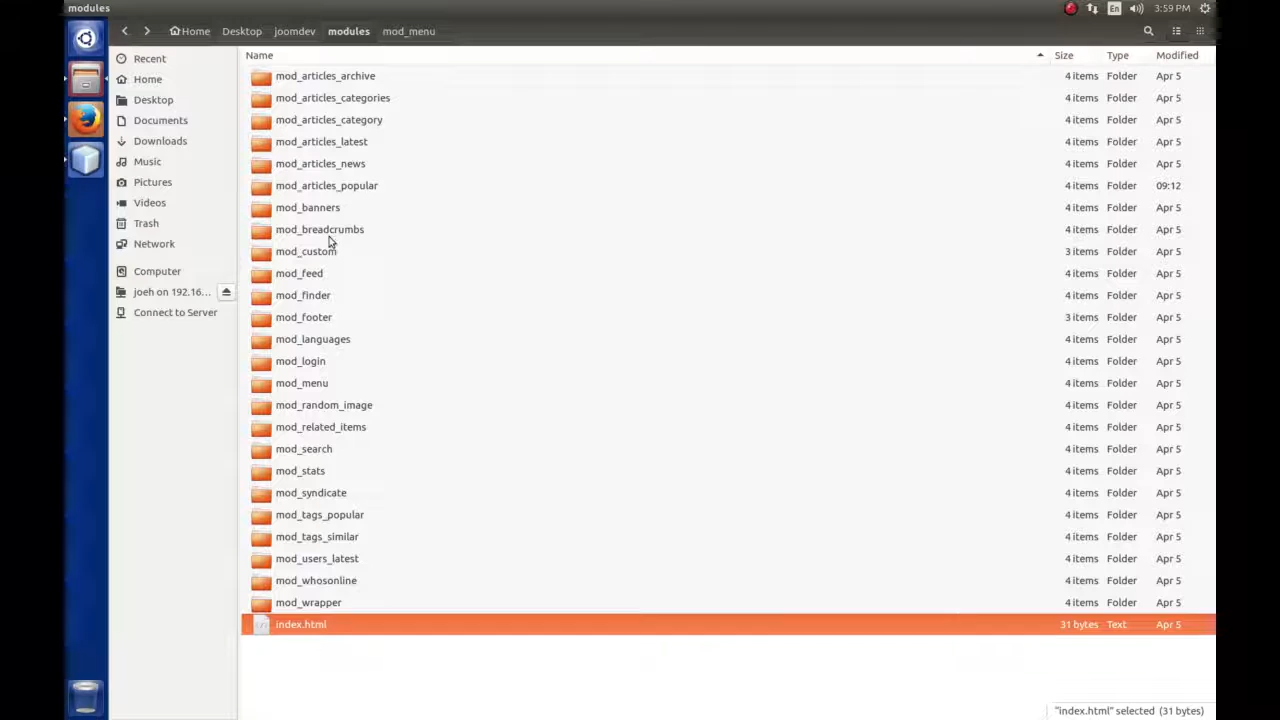 modules
En
3:59 PM
Home Desktop joomdev modules mod_menu
Name Size Type Modified
Recent
Home
Desktop
Documents
Downloads
Music
Pictures
Videos
Trash
Network
Computer
joeh on 192.16...
Connect to Server
mod_articles_archive 4 items Folder Apr 5
mod_articles_categories 4 items Folder Apr 5
mod_articles_category 4 items Folder Apr 5
mod_articles_latest 4 items Folder Apr 5
mod_articles_news 4 items Folder Apr 5
mod_articles_popular 4 items Folder 09:12
mod_banners 4 items Folder Apr 5
mod_breadcrumbs 4 items Folder Apr 5
mod_custom 3 items Folder Apr 5
mod_feed 4 items Folder Apr 5
mod_finder 4 items Folder Apr 5
mod_footer 3 items Folder Apr 5
mod_languages 4 items Folder Apr 5
mod_login 4 items Folder Apr 5
mod_menu 4 items Folder Apr 5
mod_random_image 4 items Folder Apr 5
mod_related_items 4 items Folder Apr 5
mod_search 4 items Folder Apr 5
mod_stats 4 items Folder Apr 5
mod_syndicate 4 items Folder Apr 5
mod_tags_popular 4 items Folder Apr 5
mod_tags_similar 4 items Folder Apr 5
mod_users_latest 4 items Folder Apr 5
mod_whosonline 4 items Folder Apr 5
mod_wrapper 4 items Folder Apr 5
index.html 31 bytes Text Apr 5
"index.html" selected (31 bytes)